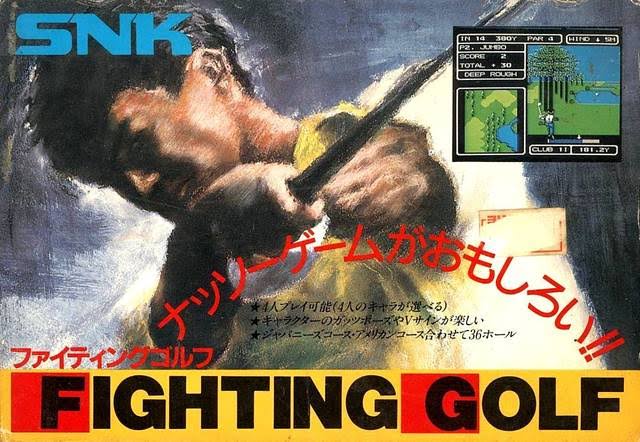 SNK
IN 14 380Y PAR 4 WIND ↓ 5M
P2. JUMBO
SCORE 2
TOTAL + 30
DEEP ROUGH
CLUB 1I 181.2Y
ナッソーゲームがおもしろい!!
★4人プレイ可能(4人のキャラが選べる)
★キャラクターのガッツポーズやVサインが楽しい
★ジャパニーズコース・アメリカンコース合わせて36ホール
ファイティングゴルフ
FIGHTING GOLF